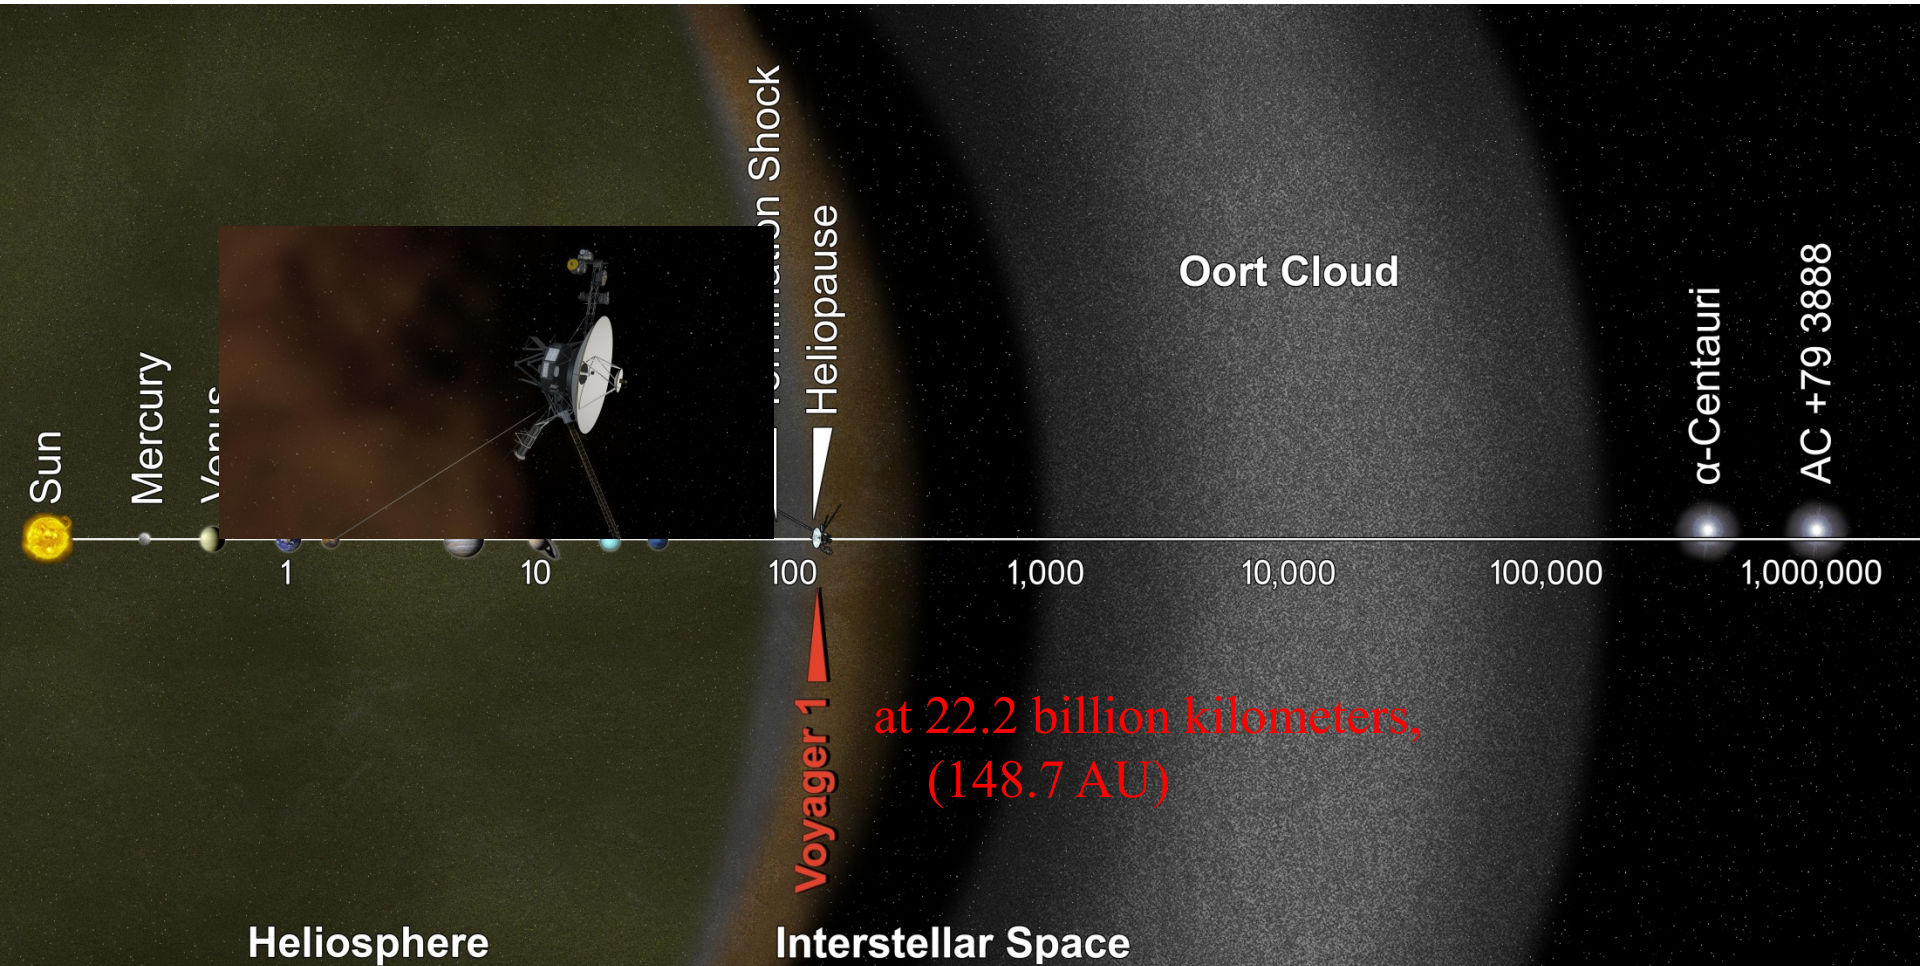 Sun
Mercury
Termination Shock
Heliopause
Oort Cloud
α-Centauri
AC +79 3888
1
10
100
1,000
10,000
100,000
1,000,000
Voyager 1
at 22.2 billion kilometers,
(148.7 AU)
Heliosphere
Interstellar Space